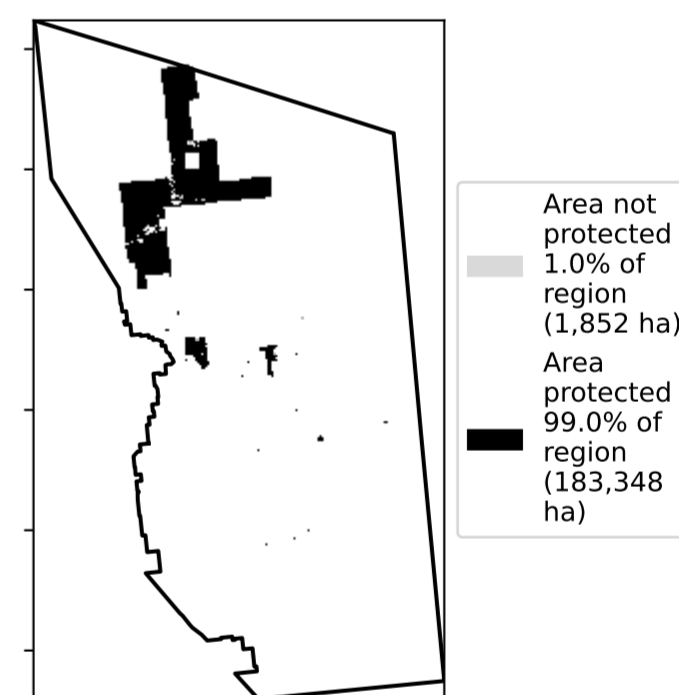 Area not
protected
1.0% of
region
(1,852 ha)
Area
protected
99.0% of
region
(183,348
ha)